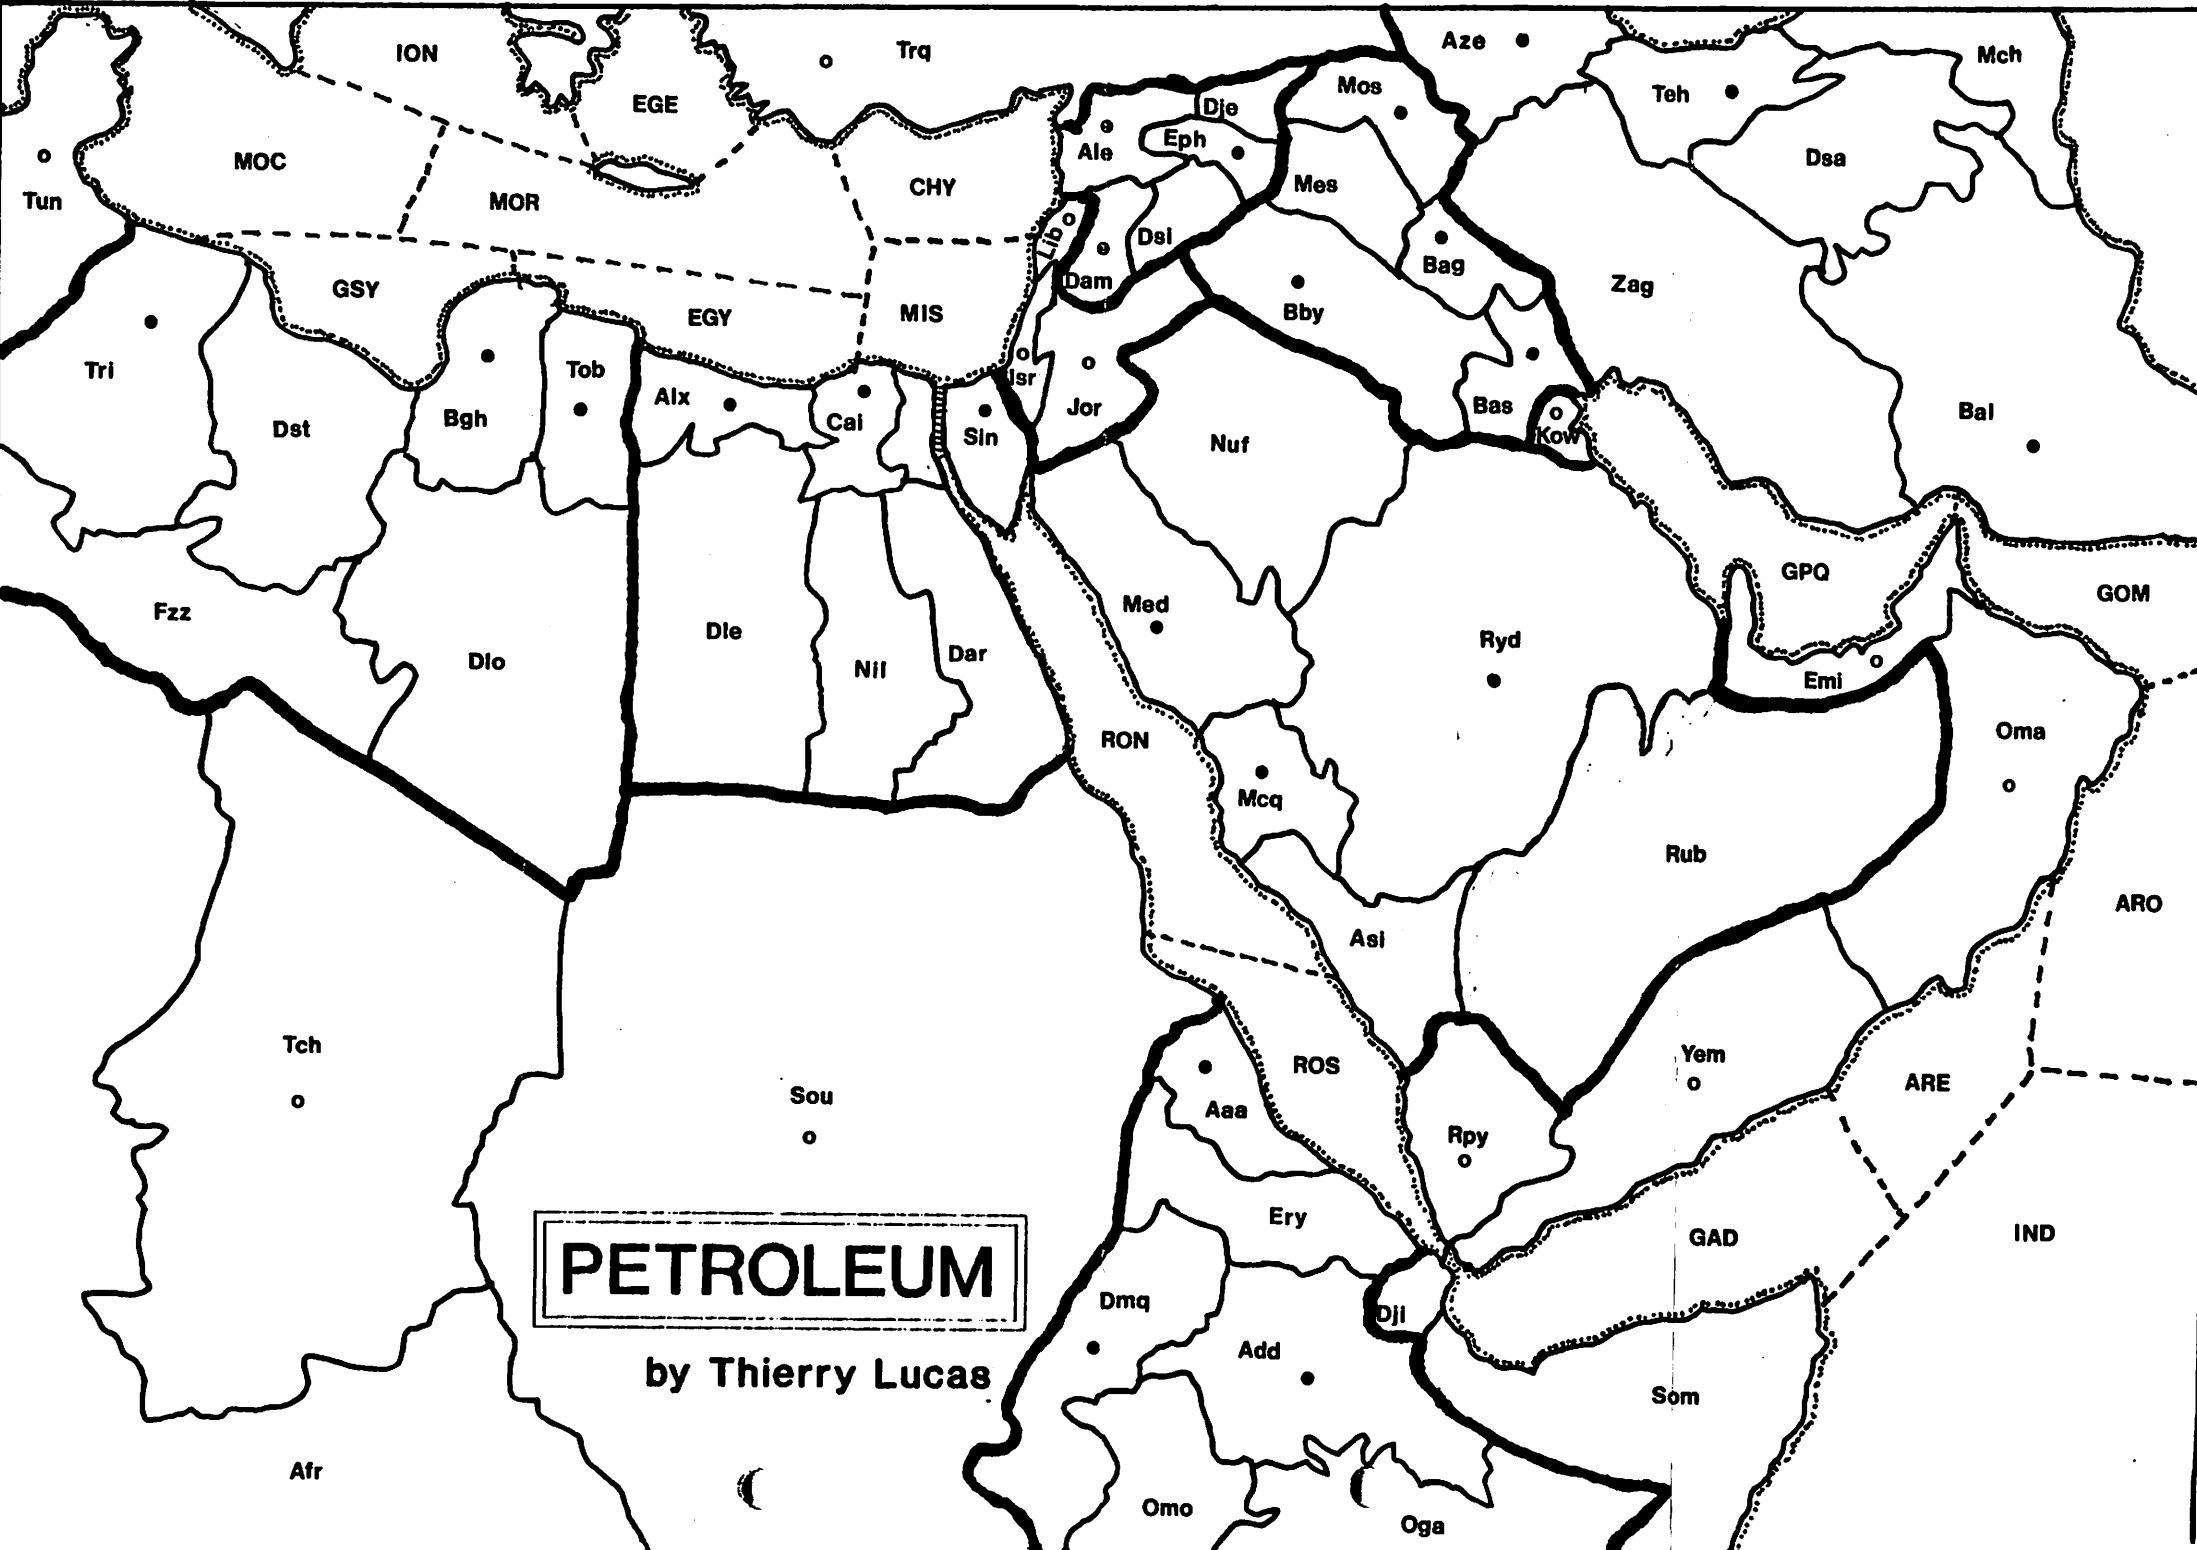 ION
Trq
Aze
Mch
EGE
Mos
Teh
Dje
MOC
Eph
Ale
Dsa
Tun
MOR
CHY
Mes
Lib
Dsi
Bag
Dam
Zag
GSY
EGY
MIS
Bby
Tri
Tob
Isr
Alx
Jor
Bas
Bal
Dst
Bgh
Cai
Sin
Nuf
Kow
GPQ
GOM
Fzz
Med
Dle
Ryd
Dlo
Nil
Dar
Emi
RON
Oma
Mcq
Rub
ARO
Asi
Tch
Yem
ROS
ARE
Sou
Aaa
Rpy
Ery
GAD
IND
PETROLEUM
Dmq
Dji
Add
by Thierry Lucas
Som
Afr
Omo
Oga